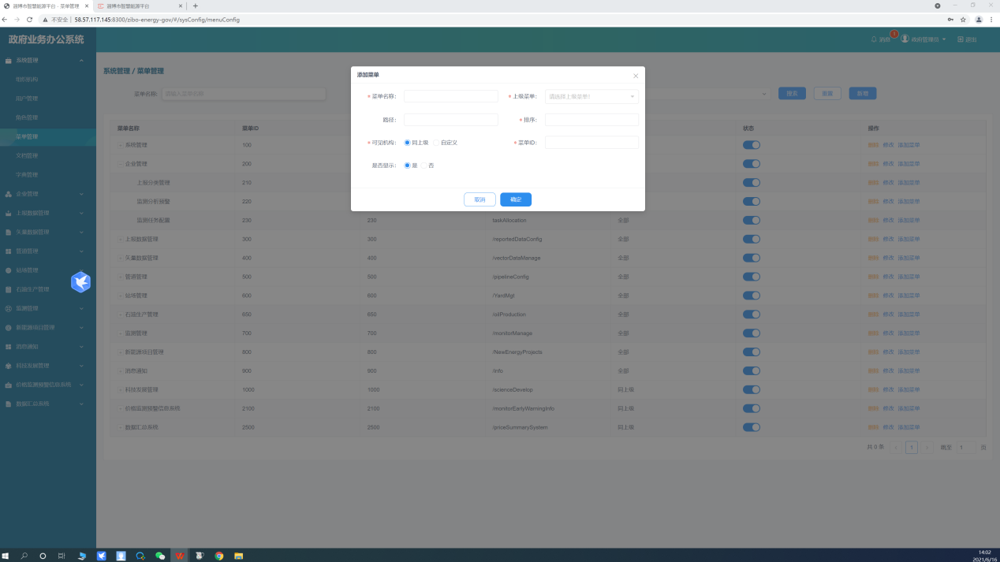 淄博市智慧能源平台 - 菜单管理
淄博市智慧能源平台
不安全 | 58.57.117.145:8300/zibo-energy-gov/#/sysConfig/menuConfig
政府业务办公系统
消息 政府管理员 退出
系统管理
组织机构
用户管理
角色管理
菜单管理
文档管理
字典管理
企业管理
上报数据管理
矢量数据管理
管道管理
站场管理
石油生产管理
监测管理
新能源项目管理
消息通知
科技发展管理
价格监测预警信息系统
数据汇总系统
系统管理 / 菜单管理
菜单名称: 请输入菜单名称
搜索 重置 新增
添加菜单
* 菜单名称:
* 上级菜单: 请选择上级菜单!
路径:
* 排序:
* 可见机构: 同上级 自定义
* 菜单ID:
是否显示: 是 否
取消 确定
菜单名称 菜单ID 状态 操作
系统管理 100 删除 修改 添加菜单
企业管理 200 删除 修改 添加菜单
上报分类管理 210 删除 修改 添加菜单
监测分析预警 220 删除 修改 添加菜单
监测任务配置 230 230 taskAllocation 全部 删除 修改 添加菜单
上报数据管理 300 300 /reportedDataConfig 全部 删除 修改 添加菜单
矢量数据管理 400 400 /vectorDataManage 全部 删除 修改 添加菜单
管道管理 500 500 /pipelineConfig 全部 删除 修改 添加菜单
站场管理 600 600 /YardMgt 全部 删除 修改 添加菜单
石油生产管理 650 650 /oilProduction 全部 删除 修改 添加菜单
监测管理 700 700 /monitorManage 全部 删除 修改 添加菜单
新能源项目管理 800 800 /NewEnergyProjects 全部 删除 修改 添加菜单
消息通知 900 900 /info 全部 删除 修改 添加菜单
科技发展管理 1000 1000 /scienceDevelop 同上级 删除 修改 添加菜单
价格监测预警信息系统 2100 2100 /monitorEarlyWarningInfo 同上级 删除 修改 添加菜单
数据汇总系统 2500 2500 /priceSummarySystem 同上级 删除 修改 添加菜单
共 0 条 1 跳至 1 页
14:02
2021/6/16